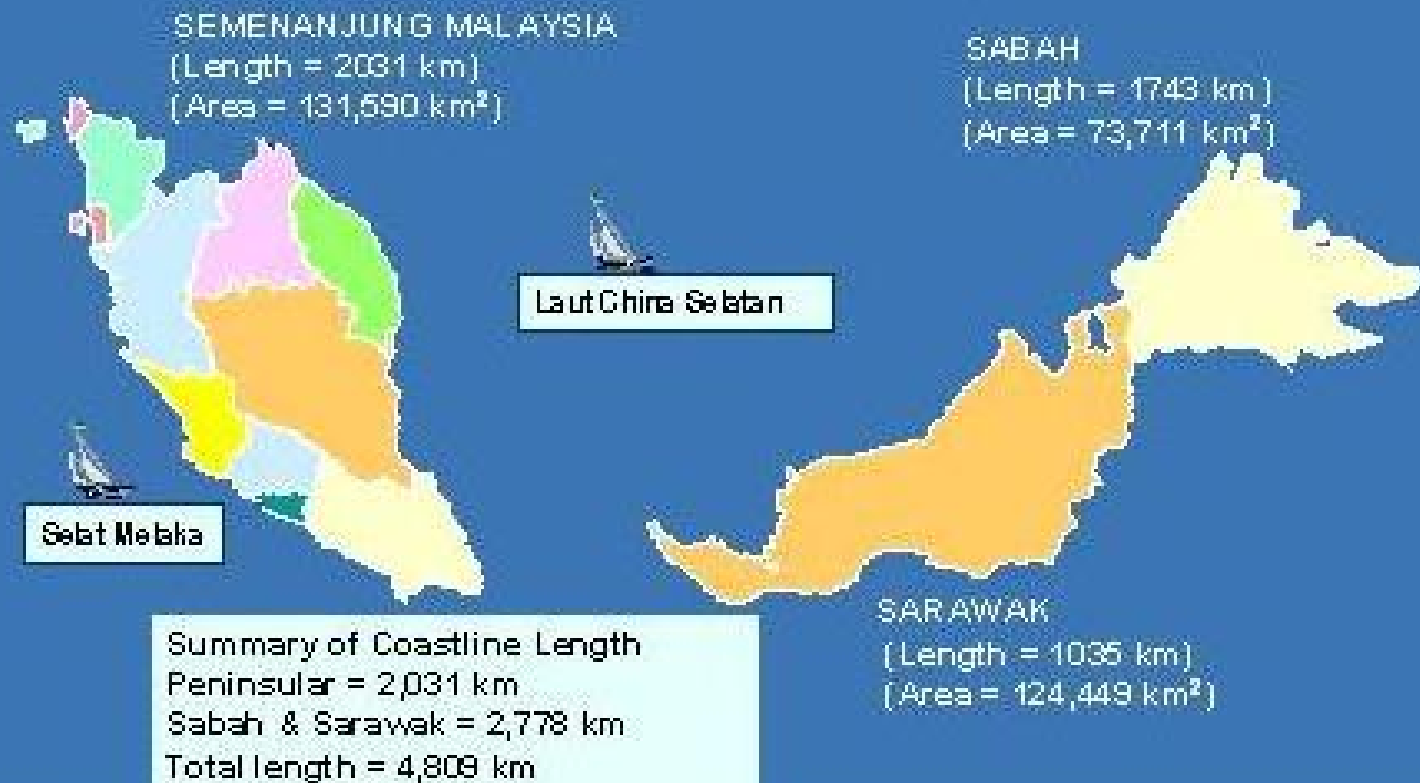 SEMENANJUNG MALAYSIA
(Length = 2031 km)
(Area = 131,590 km²)
SABAH
(Length = 1743 km)
(Area = 73,711 km²)
Laut China Selatan
Selat Melaka
SARAWAK
(Length = 1035 km)
(Area = 124,449 km²)
Summary of Coastline Length
Peninsular = 2,031 km
Sabah & Sarawak = 2,778 km
Total length = 4,809 km